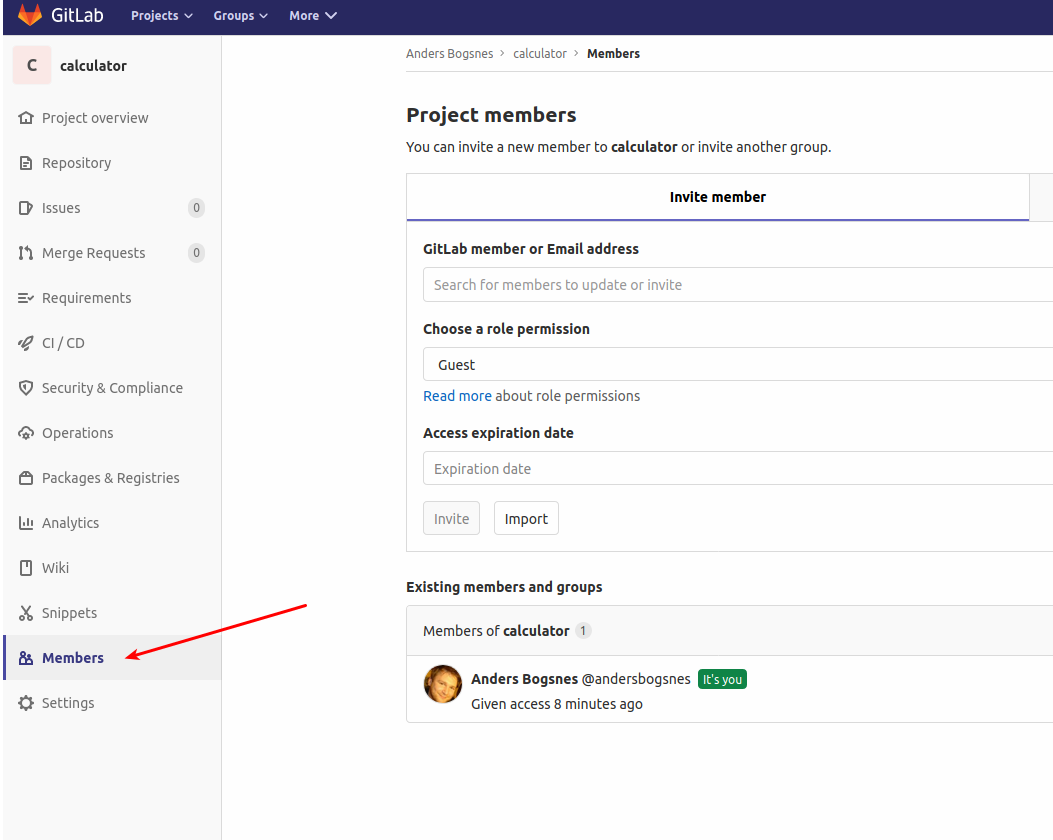 GitLab Projects Groups More
C calculator
Project overview
Repository
Issues 0
Merge Requests 0
Requirements
CI / CD
Security & Compliance
Operations
Packages & Registries
Analytics
Wiki
Snippets
Members
Settings
Anders Bogsnes > calculator > Members
Project members
You can invite a new member to calculator or invite another group.
Invite member
GitLab member or Email address
Search for members to update or invite
Choose a role permission
Guest
Read more about role permissions
Access expiration date
Expiration date
Invite Import
Existing members and groups
Members of calculator 1
Anders Bogsnes @andersbogsnes It's you
Given access 8 minutes ago